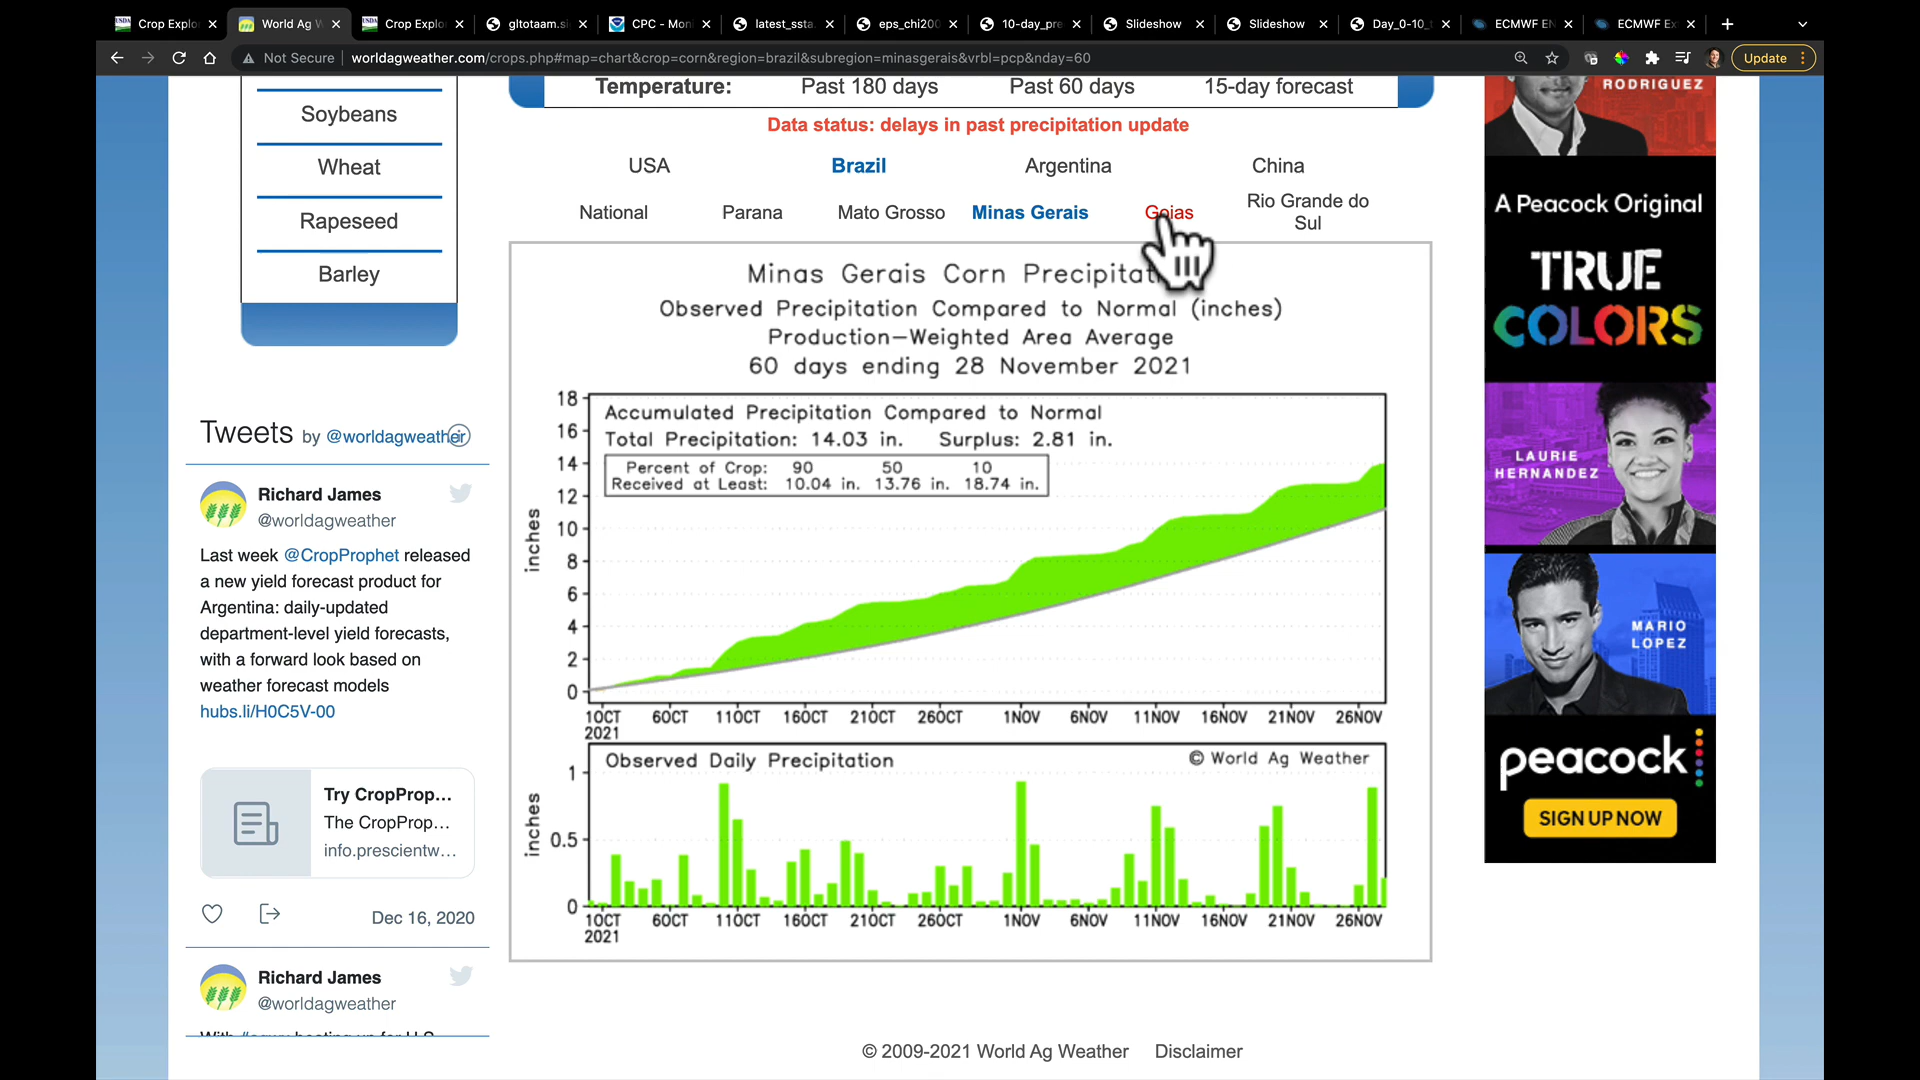 Crop Explo
World Ag W
Crop Explo
gltotaam.si
CPC - Moni
latest_ssta
eps_chi200
10-day_pre
Slideshow
Slideshow
Day_0-10_t
ECMWF EN
ECMWF Ex
Not Secure
worldagweather.com/crops.php#map=chart&crop=corn&region=brazil&subregion=minasgerais&vrbl=pcp&nday=60
Update
Soybeans
Wheat
Rapeseed
Barley
Temperature: Past 180 days Past 60 days 15-day forecast
Data status: delays in past precipitation update
USA Brazil Argentina China
National Parana Mato Grosso Minas Gerais Goias Rio Grande do
Sul
Minas Gerais Corn Precipitati
Observed Precipitation Compared to Normal (inches)
Production-Weighted Area Average
60 days ending 28 November 2021
Accumulated Precipitation Compared to Normal
Total Precipitation: 14.03 in. Surplus: 2.81 in.
Percent of Crop: 90 50 10
Received at Least: 10.04 in. 13.76 in. 18.74 in.
inches
18
16
14
12
10
8
6
4
2
0
1OCT 6OCT 11OCT 16OCT 21OCT 26OCT 1NOV 6NOV 11NOV 16NOV 21NOV 26NOV
2021
Observed Daily Precipitation
© World Ag Weather
inches
1
0.5
0
1OCT 6OCT 11OCT 16OCT 21OCT 26OCT 1NOV 6NOV 11NOV 16NOV 21NOV 26NOV
2021
Tweets by @worldagweather
Richard James
@worldagweather
Last week @CropProphet released
a new yield forecast product for
Argentina: daily-updated
department-level yield forecasts,
with a forward look based on
weather forecast models
hubs.li/H0C5V-00
Try CropProp...
The CropProp...
info.prescientw...
Dec 16, 2020
Richard James
@worldagweather
RODRIGUEZ
A Peacock Original
TRUE
COLORS
LAURIE
HERNANDEZ
MARIO
LOPEZ
peacock
SIGN UP NOW
© 2009-2021 World Ag Weather Disclaimer